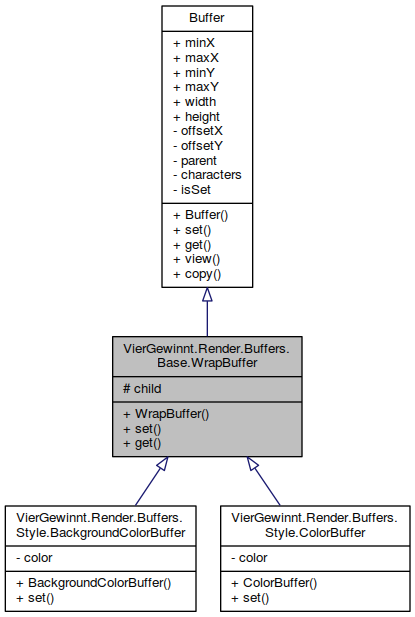 Buffer
+ minX
+ maxX
+ minY
+ maxY
+ width
+ height
- offsetX
- offsetY
- parent
- characters
- isSet
+ Buffer()
+ set()
+ get()
+ view()
+ copy()
VierGewinnt.Render.Buffers.
Base.WrapBuffer
# child
+ WrapBuffer()
+ set()
+ get()
VierGewinnt.Render.Buffers.
Style.BackgroundColorBuffer
- color
+ BackgroundColorBuffer()
+ set()
VierGewinnt.Render.Buffers.
Style.ColorBuffer
- color
+ ColorBuffer()
+ set()